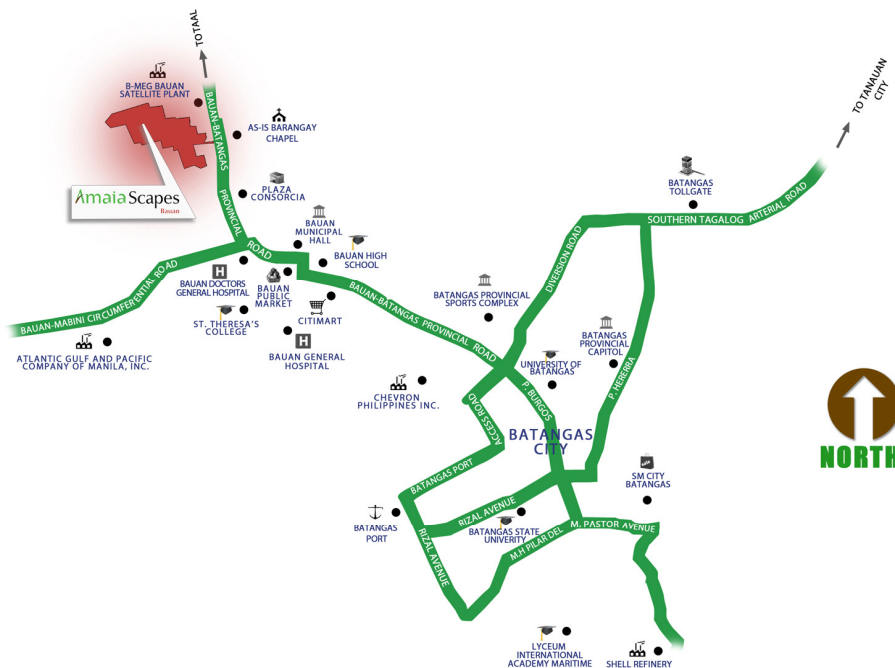 TO TAAL
B-MEG BAUAN
SATELLITE PLANT
BAUAN-BATANGAS
PROVINCIAL
ROAD
AS-IS BARANGAY
CHAPEL
AmaiaScapes
Bauan
PLAZA
CONSORCIA
BAUAN
MUNICIPAL
HALL
BAUAN HIGH
SCHOOL
TO TANAUAN
CITY
BATANGAS
TOLLGATE
SOUTHERN TAGALOG ARTERIAL ROAD
DIVERSION ROAD
BAUAN-MABINI CIRCUMFERENTIAL ROAD
H
BAUAN DOCTORS
GENERAL HOSPITAL
BAUAN
PUBLIC
MARKET
CITIMART
BAUAN-BATANGAS PROVINCIAL ROAD
BATANGAS PROVINCIAL
SPORTS COMPLEX
ST. THERESA'S
COLLEGE
H
BAUAN GENERAL
HOSPITAL
ATLANTIC GULF AND PACIFIC
COMPANY OF MANILA, INC.
BATANGAS
PROVINCIAL
CAPITOL
UNIVERSITY OF
BATANGAS
P. HERERRA
P. BURGOS
CHEVRON
PHILIPPINES INC.
ACCESS ROAD
BATANGAS
CITY
NORTH
BATANGAS PORT
SM CITY
BATANGAS
sale
RIZAL AVENUE
BATANGAS
PORT
RIZAL AVENUE
BATANGAS STATE
UNIVERITY
M.H PILAR DEL
M. PASTOR AVENUE
LYCEUM
INTERNATIONAL
ACADEMY MARITIME
SHELL REFINERY